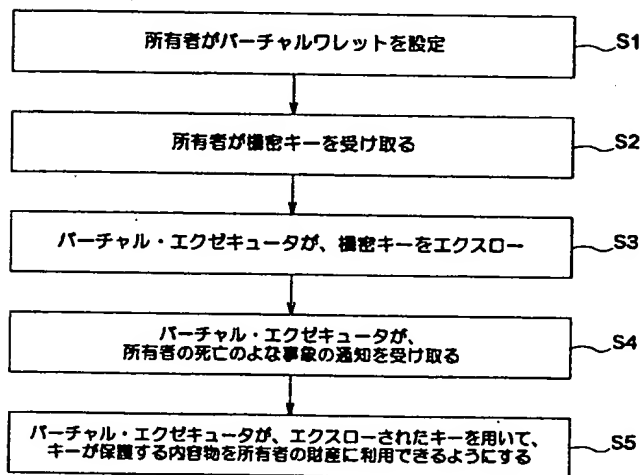 所有者がバーチャルワレットを設定
S1
所有者が機密キーを受け取る
S2
バーチャル・エクゼキュータが、機密キーをエクスロー
S3
バーチャル・エクゼキュータが、
所有者の死亡のよな事象の通知を受け取る
S4
バーチャル・エクゼキュータが、エクスローされたキーを用いて、
キーが保護する内容物を所有者の財産に利用できるようにする
S5